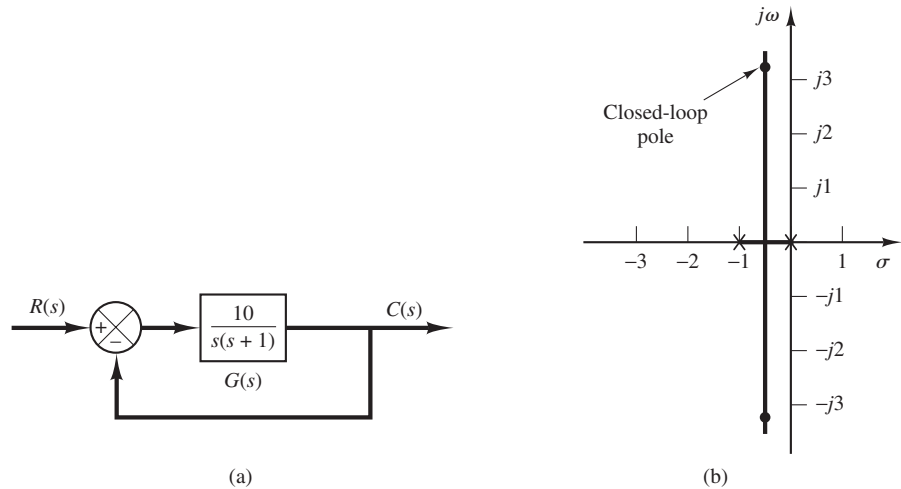 R(s)
+
−
10
s(s + 1)
G(s)
C(s)
(a)
jω
j3
j2
j1
Closed-loop
pole
−3 −2 −1 1 σ
−j1
−j2
−j3
(b)